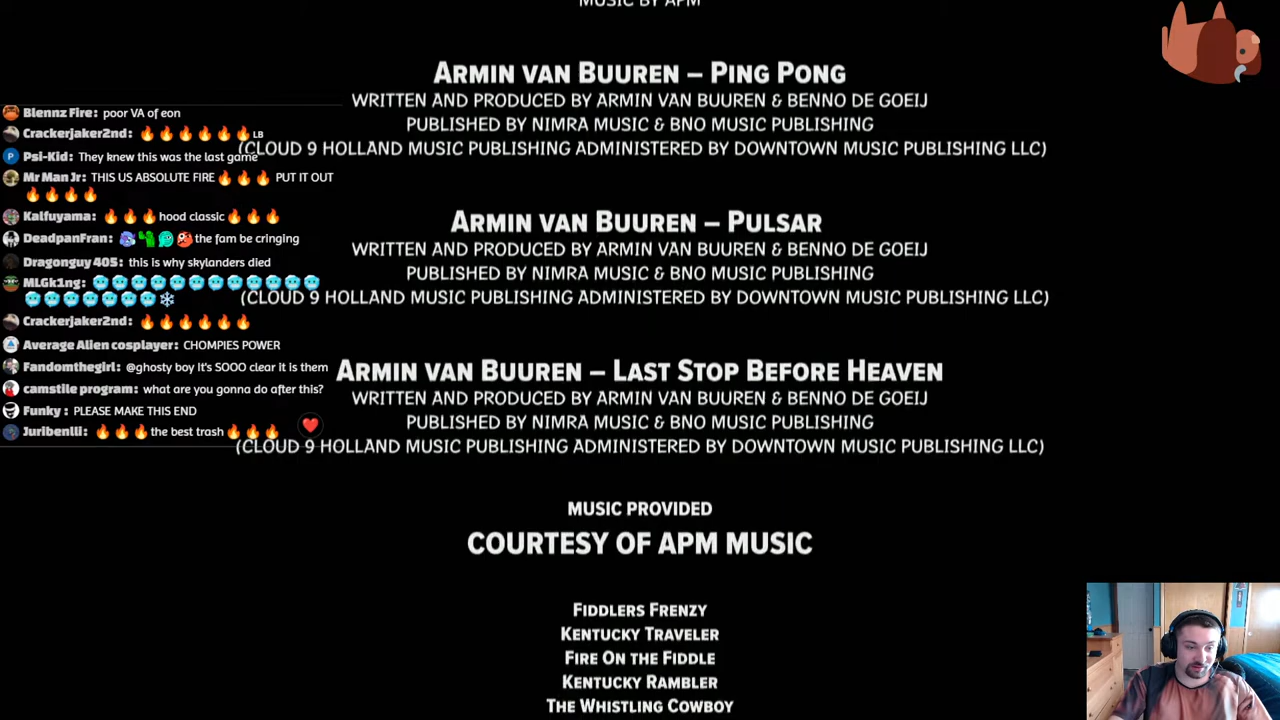 MUSIC BY APM
ARMIN VAN BUUREN – PING PONG
WRITTEN AND PRODUCED BY ARMIN VAN BUUREN & BENNO DE GOEIJ
PUBLISHED BY NIMRA MUSIC & BNO MUSIC PUBLISHING
(CLOUD 9 HOLLAND MUSIC PUBLISHING ADMINISTERED BY DOWNTOWN MUSIC PUBLISHING LLC)
ARMIN VAN BUUREN – PULSAR
WRITTEN AND PRODUCED BY ARMIN VAN BUUREN & BENNO DE GOEIJ
PUBLISHED BY NIMRA MUSIC & BNO MUSIC PUBLISHING
(CLOUD 9 HOLLAND MUSIC PUBLISHING ADMINISTERED BY DOWNTOWN MUSIC PUBLISHING LLC)
ARMIN VAN BUUREN – LAST STOP BEFORE HEAVEN
WRITTEN AND PRODUCED BY ARMIN VAN BUUREN & BENNO DE GOEIJ
PUBLISHED BY NIMRA MUSIC & BNO MUSIC PUBLISHING
(CLOUD 9 HOLLAND MUSIC PUBLISHING ADMINISTERED BY DOWNTOWN MUSIC PUBLISHING LLC)
MUSIC PROVIDED
COURTESY OF APM MUSIC
FIDDLERS FRENZY
KENTUCKY TRAVELER
FIRE ON THE FIDDLE
KENTUCKY RAMBLER
THE WHISTLING COWBOY
Blennz Fire: poor VA of eon
Crackerjaker2nd: 🔥🔥🔥🔥🔥🔥 LB
P Psi-Kid: They knew this was the last game
Mr Man Jr: THIS US ABSOLUTE FIRE🔥🔥🔥 PUT IT OUT
🔥🔥🔥🔥
Kalfuyama: 🔥🔥🔥hood classic🔥🔥🔥
DeadpanFran: the fam be cringing
Dragonguy 405: this is why skylanders died
MLGk1ng: 🥶🥶🥶🥶🥶🥶🥶🥶🥶🥶🥶🥶
🥶🥶🥶🥶🥶🥶🥶❄️
Crackerjaker2nd: 🔥🔥🔥🔥🔥🔥
Average Alien cosplayer: CHOMPIES POWER
Fandomthegirl: @ghosty boy it's SOOO clear it is them
camstile program: what are you gonna do after this?
Funky : PLEASE MAKE THIS END
Juribenlli: 🔥🔥🔥the best trash🔥🔥🔥